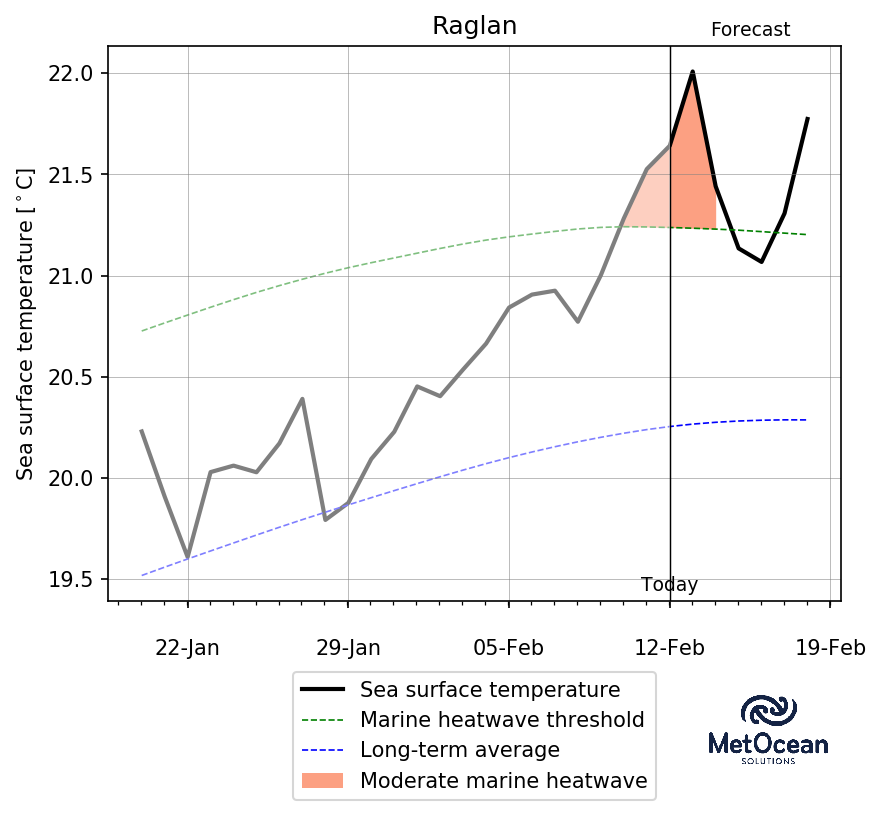 Raglan
Forecast
Sea surface temperature [°C]
22.0
21.5
21.0
20.5
20.0
19.5
Today
22-Jan
29-Jan
05-Feb
12-Feb
19-Feb
Sea surface temperature
Marine heatwave threshold
Long-term average
Moderate marine heatwave
MetOcean
SOLUTIONS